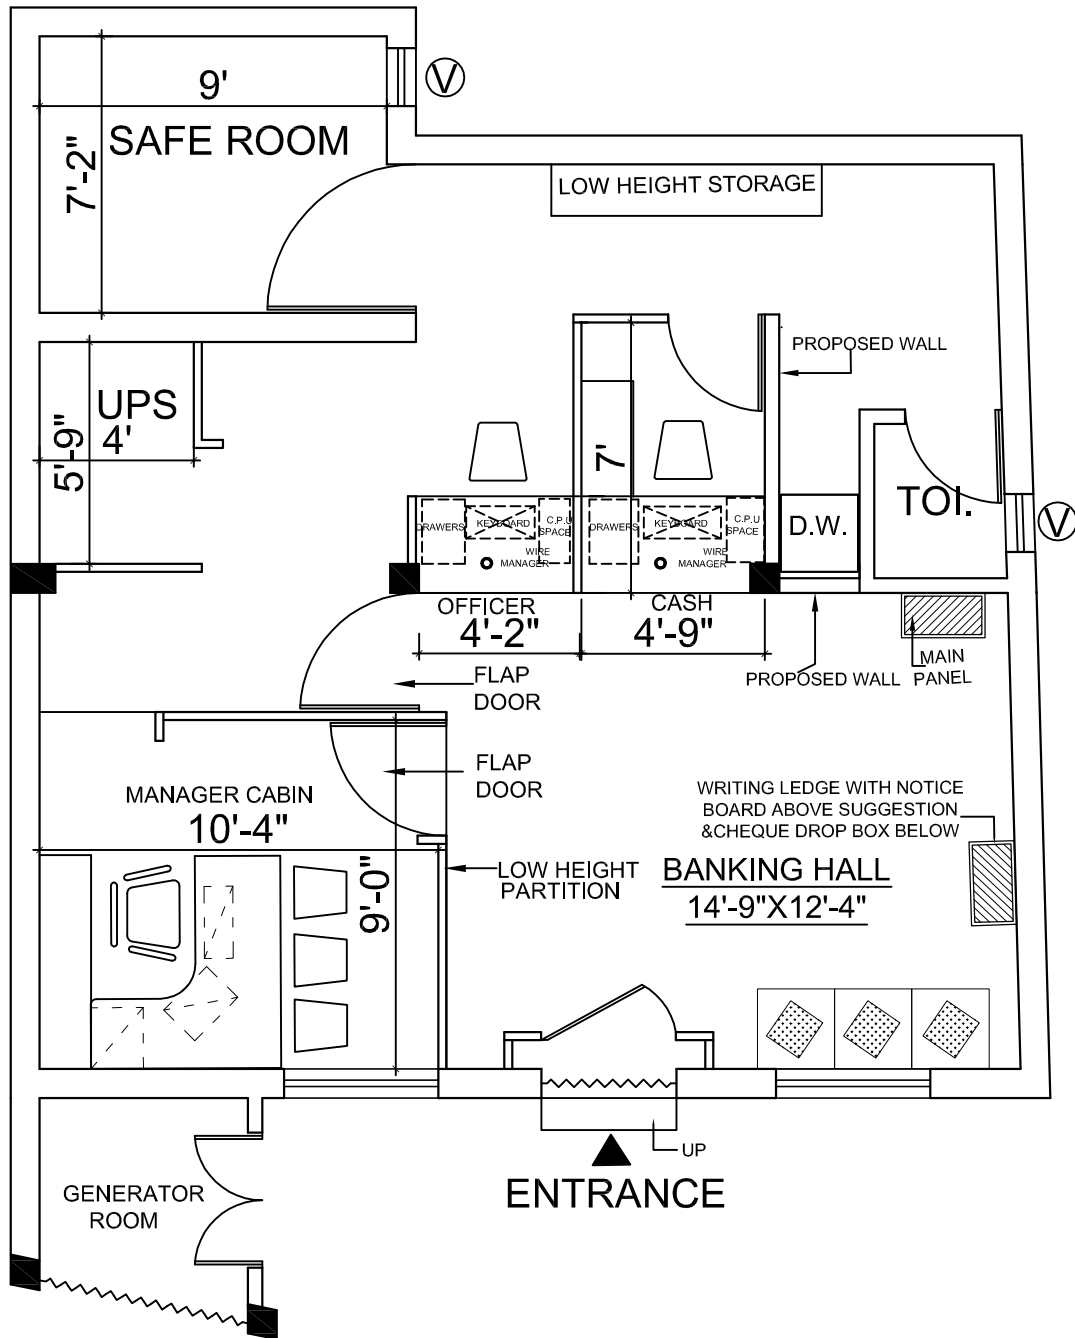 9'
V
SAFE ROOM
7'-2"
LOW HEIGHT STORAGE
PROPOSED WALL
UPS
4'
5'-9"
7'
TOI.
V
DRAWERS
KEYBOARD
C.P.U
SPACE
WIRE
MANAGER
DRAWERS
KEYBOARD
C.P.U
SPACE
WIRE
MANAGER
D.W.
OFFICER
4'-2"
CASH
4'-9"
MAIN
PANEL
PROPOSED WALL
FLAP
DOOR
FLAP
DOOR
MANAGER CABIN
10'-4"
9'-0"
WRITING LEDGE WITH NOTICE
BOARD ABOVE SUGGESTION
&CHEQUE DROP BOX BELOW
LOW HEIGHT
PARTITION
BANKING HALL
14'-9"X12'-4"
UP
ENTRANCE
GENERATOR
ROOM